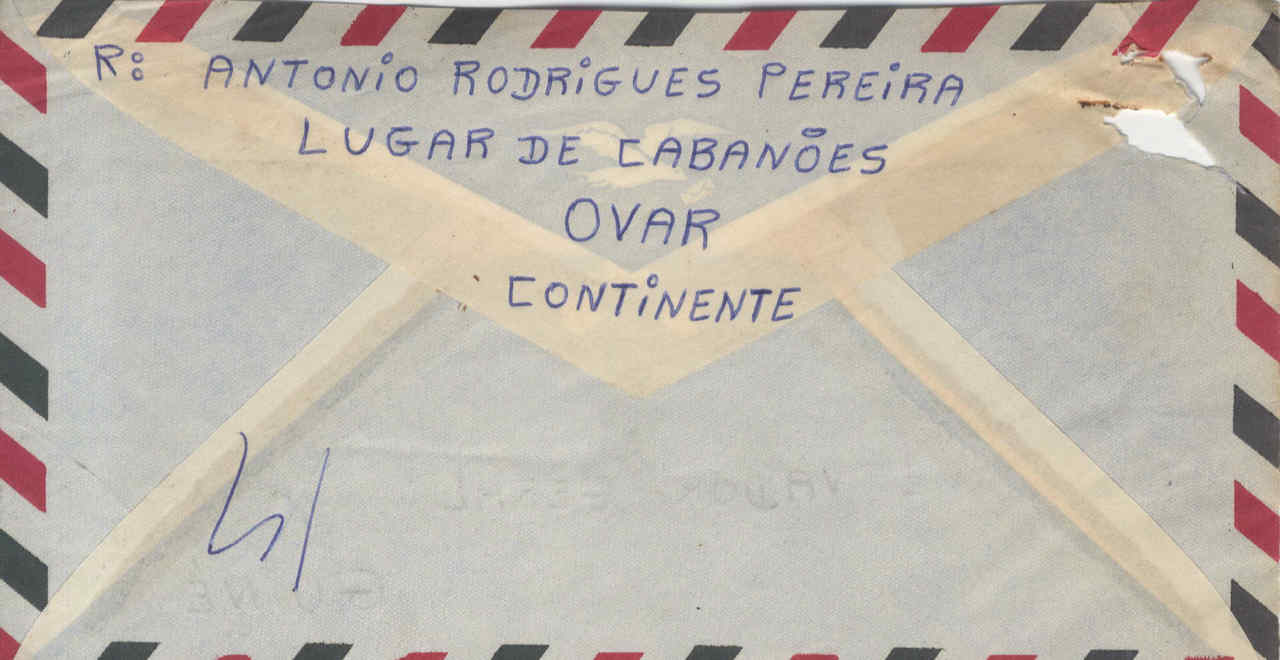 R: ANTONIO RODRIGUES PEREIRA
LUGAR DE CABANÕES
OVAR
CONTINENTE